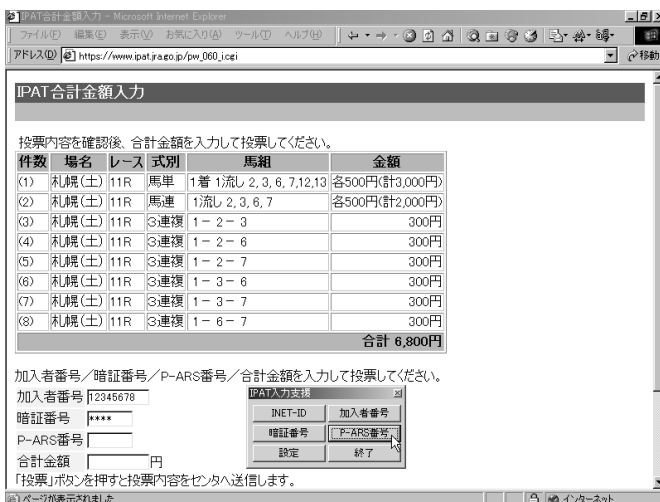 IPAT合計金額入力 - Microsoft Internet Explorer
ファイル(F) 編集(E) 表示(V) お気に入り(A) ツール(T) ヘルプ(H)
アドレス(D) https://www.ipat.jra.go.jp/pw_060_i.cgi 移動
IPAT合計金額入力
投票内容を確認後、合計金額を入力して投票してください。
件数 場名 レース 式別 馬組 金額
(1) 札幌(土) 11R 馬単 1着 1流し 2, 3, 6, 7,12,13 各500円(計3,000円)
(2) 札幌(土) 11R 馬連 1流し 2, 3, 6, 7 各500円(計2,000円)
(3) 札幌(土) 11R 3連複 1 − 2 − 3 300円
(4) 札幌(土) 11R 3連複 1 − 2 − 6 300円
(5) 札幌(土) 11R 3連複 1 − 2 − 7 300円
(6) 札幌(土) 11R 3連複 1 − 3 − 6 300円
(7) 札幌(土) 11R 3連複 1 − 3 − 7 300円
(8) 札幌(土) 11R 3連複 1 − 6 − 7 300円
合計 6,800円
加入者番号/暗証番号/P-ARS番号/合計金額を入力して投票してください。
加入者番号 12345678
暗証番号 ****
P-ARS番号
合計金額 円
IPAT入力支援
INET-ID 加入者番号
暗証番号 P-ARS番号
設定 終了
「投票」ボタンを押すと投票内容をセンタへ送信します。
ページが表示されました インターネット